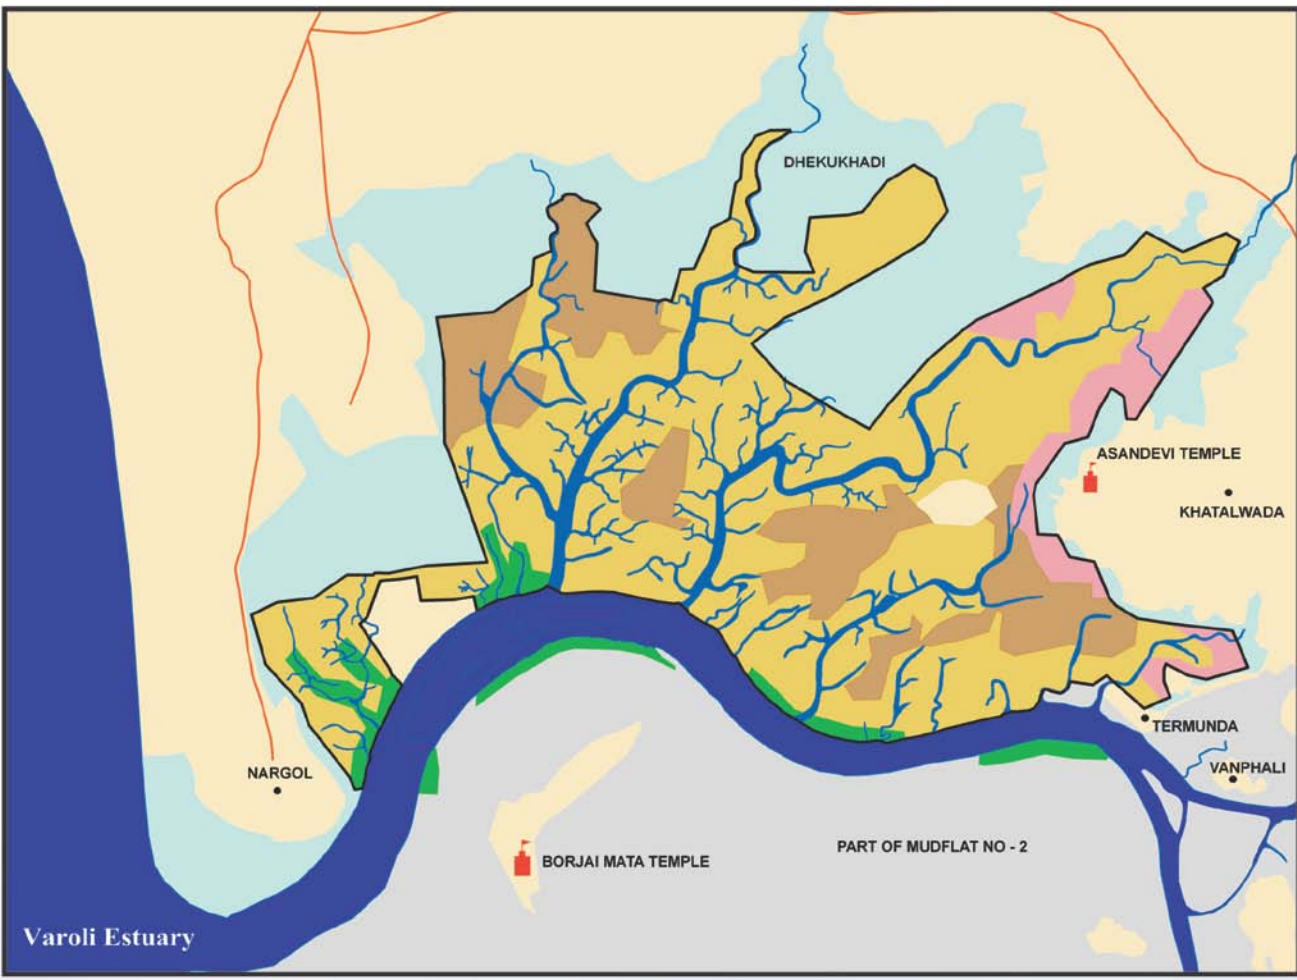 DHEKUKHADI
ASANDEVI TEMPLE
KHATALWADA
TERMUNDA
VANPHALI
NARGOL
PART OF MUDFLAT NO - 2
BORJAI MATA TEMPLE
Varoli Estuary